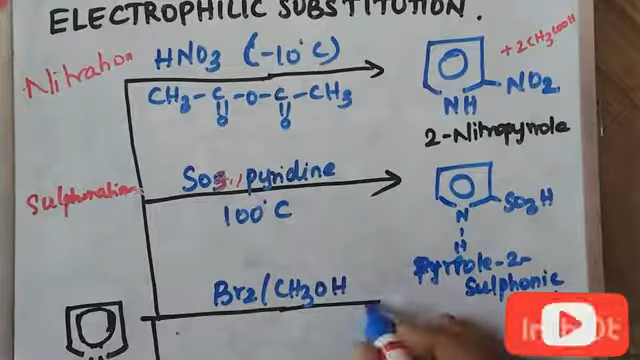 ELECTROPHILIC SUBSTITUTION.
Nitration HNO3 (-10°C) + 2CH3COOH
CH3-C-O-C-CH3
O O
NO2
NH
2-Nitropyrrole
Sulphonation SO3, pyridine
100°C
SO3H
N
H
Pyrrole-2-
Sulphonic
Br2/CH3OH